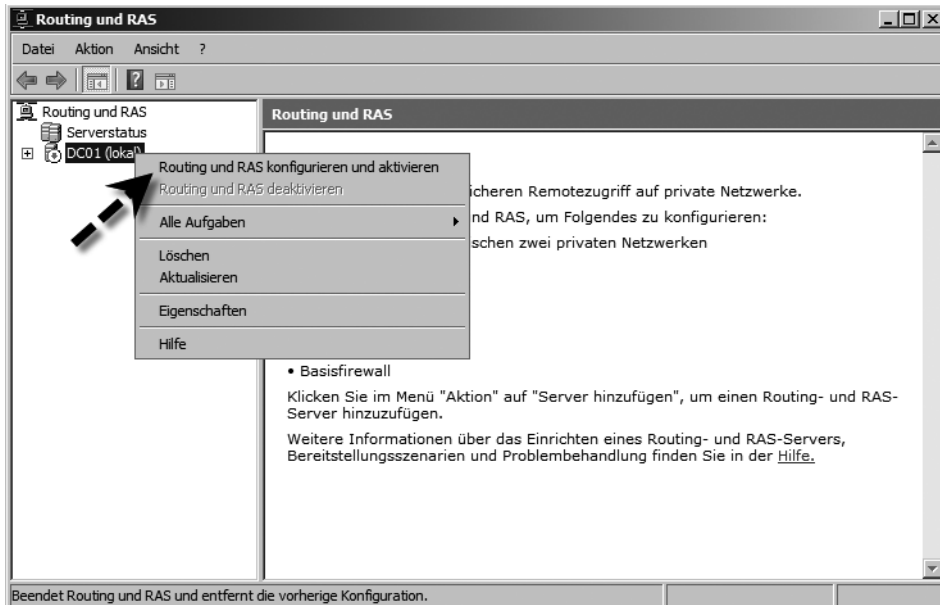 Routing und RAS
Datei Aktion Ansicht ?
Routing und RAS
Serverstatus
DC01 (lokal)
Routing und RAS
Routing und RAS konfigurieren und aktivieren
Routing und RAS deaktivieren
Alle Aufgaben
Löschen
Aktualisieren
Eigenschaften
Hilfe
icheren Remotezugriff auf private Netzwerke.
nd RAS, um Folgendes zu konfigurieren:
schen zwei privaten Netzwerken
• Basisfirewall
Klicken Sie im Menü "Aktion" auf "Server hinzufügen", um einen Routing- und RAS-
Server hinzuzufügen.
Weitere Informationen über das Einrichten eines Routing- und RAS-Servers,
Bereitstellungsszenarien und Problembehandlung finden Sie in der Hilfe.
Beendet Routing und RAS und entfernt die vorherige Konfiguration.